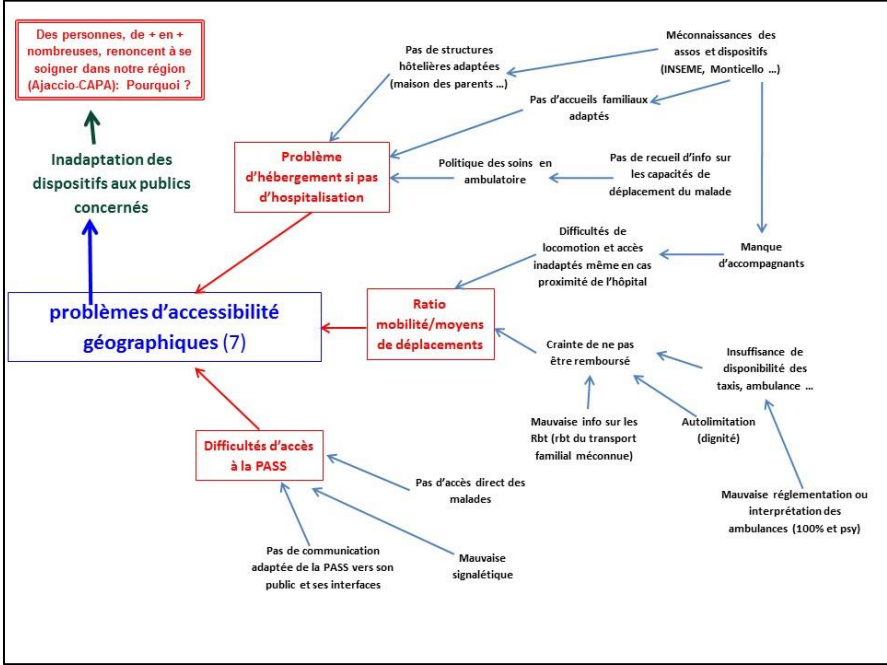 Des personnes, de + en +
nombreuses, renoncent à se
soigner dans notre région
(Ajaccio-CAPA): Pourquoi ?
Inadaptation des
dispositifs aux publics
concernés
problèmes d'accessibilité
géographiques (7)
Problème
d'hébergement si pas
d'hospitalisation
Pas de structures
hôtelières adaptées
(maison des parents ...)
Méconnaissances des
assos et dispositifs
(INSEME, Monticello ...)
Pas d'accueils familiaux
adaptés
Politique des soins en
ambulatoire
Pas de recueil d'info sur
les capacités de
déplacement du malade
Ratio
mobilité/moyens
de déplacements
Difficultés de
locomotion et accès
inadaptés même en cas
proximité de l'hôpital
Manque
d'accompagnants
Crainte de ne pas
être remboursé
Insuffisance de
disponibilité des
taxis, ambulance ...
Mauvaise info sur les
Rbt (rbt du transport
familial méconnue)
Autolimitation
(dignité)
Mauvaise réglementation ou
interprétation des
ambulances (100% et psy)
Difficultés d'accès
à la PASS
Pas d'accès direct des
malades
Pas de communication
adaptée de la PASS vers son
public et ses interfaces
Mauvaise
signalétique